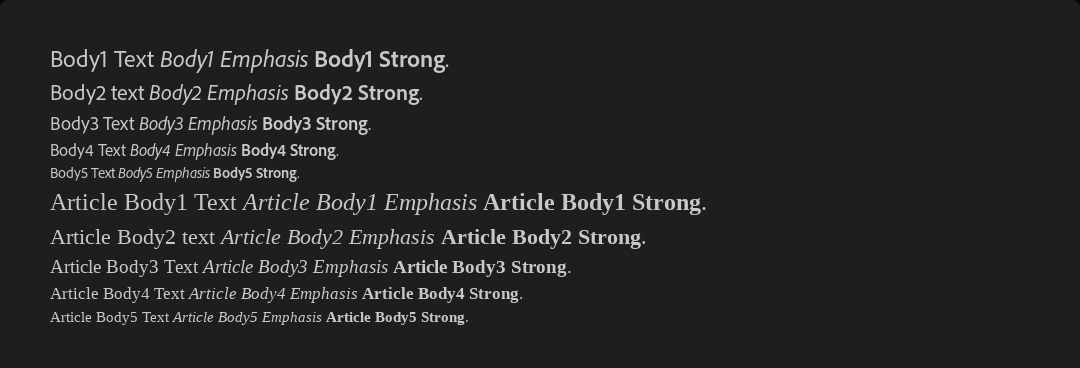 Body1 Text Body1 Emphasis Body1 Strong.
Body2 text Body2 Emphasis Body2 Strong.
Body3 Text Body3 Emphasis Body3 Strong.
Body4 Text Body4 Emphasis Body4 Strong.
Body5 Text Body5 Emphasis Body5 Strong.
Article Body1 Text Article Body1 Emphasis Article Body1 Strong.
Article Body2 text Article Body2 Emphasis Article Body2 Strong.
Article Body3 Text Article Body3 Emphasis Article Body3 Strong.
Article Body4 Text Article Body4 Emphasis Article Body4 Strong.
Article Body5 Text Article Body5 Emphasis Article Body5 Strong.